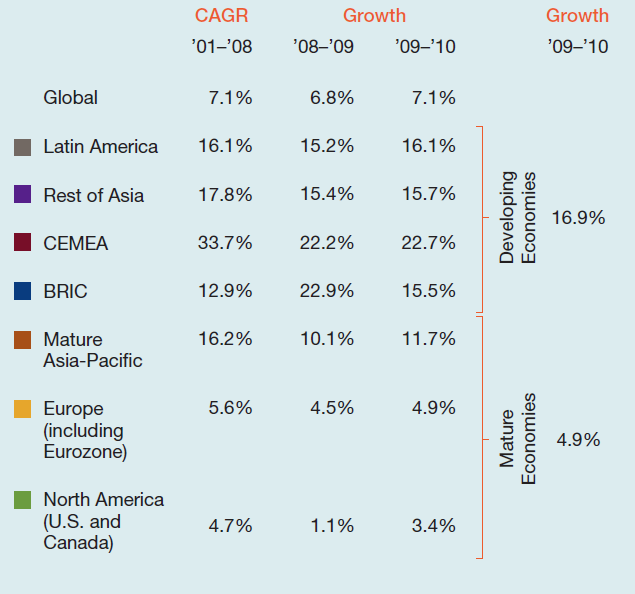 CAGR Growth Growth
’01–’08 ’08–’09 ’09–’10 ’09–’10
Global 7.1% 6.8% 7.1%
Latin America 16.1% 15.2% 16.1%
Rest of Asia 17.8% 15.4% 15.7%
CEMEA 33.7% 22.2% 22.7%
BRIC 12.9% 22.9% 15.5%
Developing
Economies
16.9%
Mature 16.2% 10.1% 11.7%
Asia-Pacific
Europe 5.6% 4.5% 4.9%
(including
Eurozone)
North America
(U.S. and 4.7% 1.1% 3.4%
Canada)
Mature
Economies
4.9%